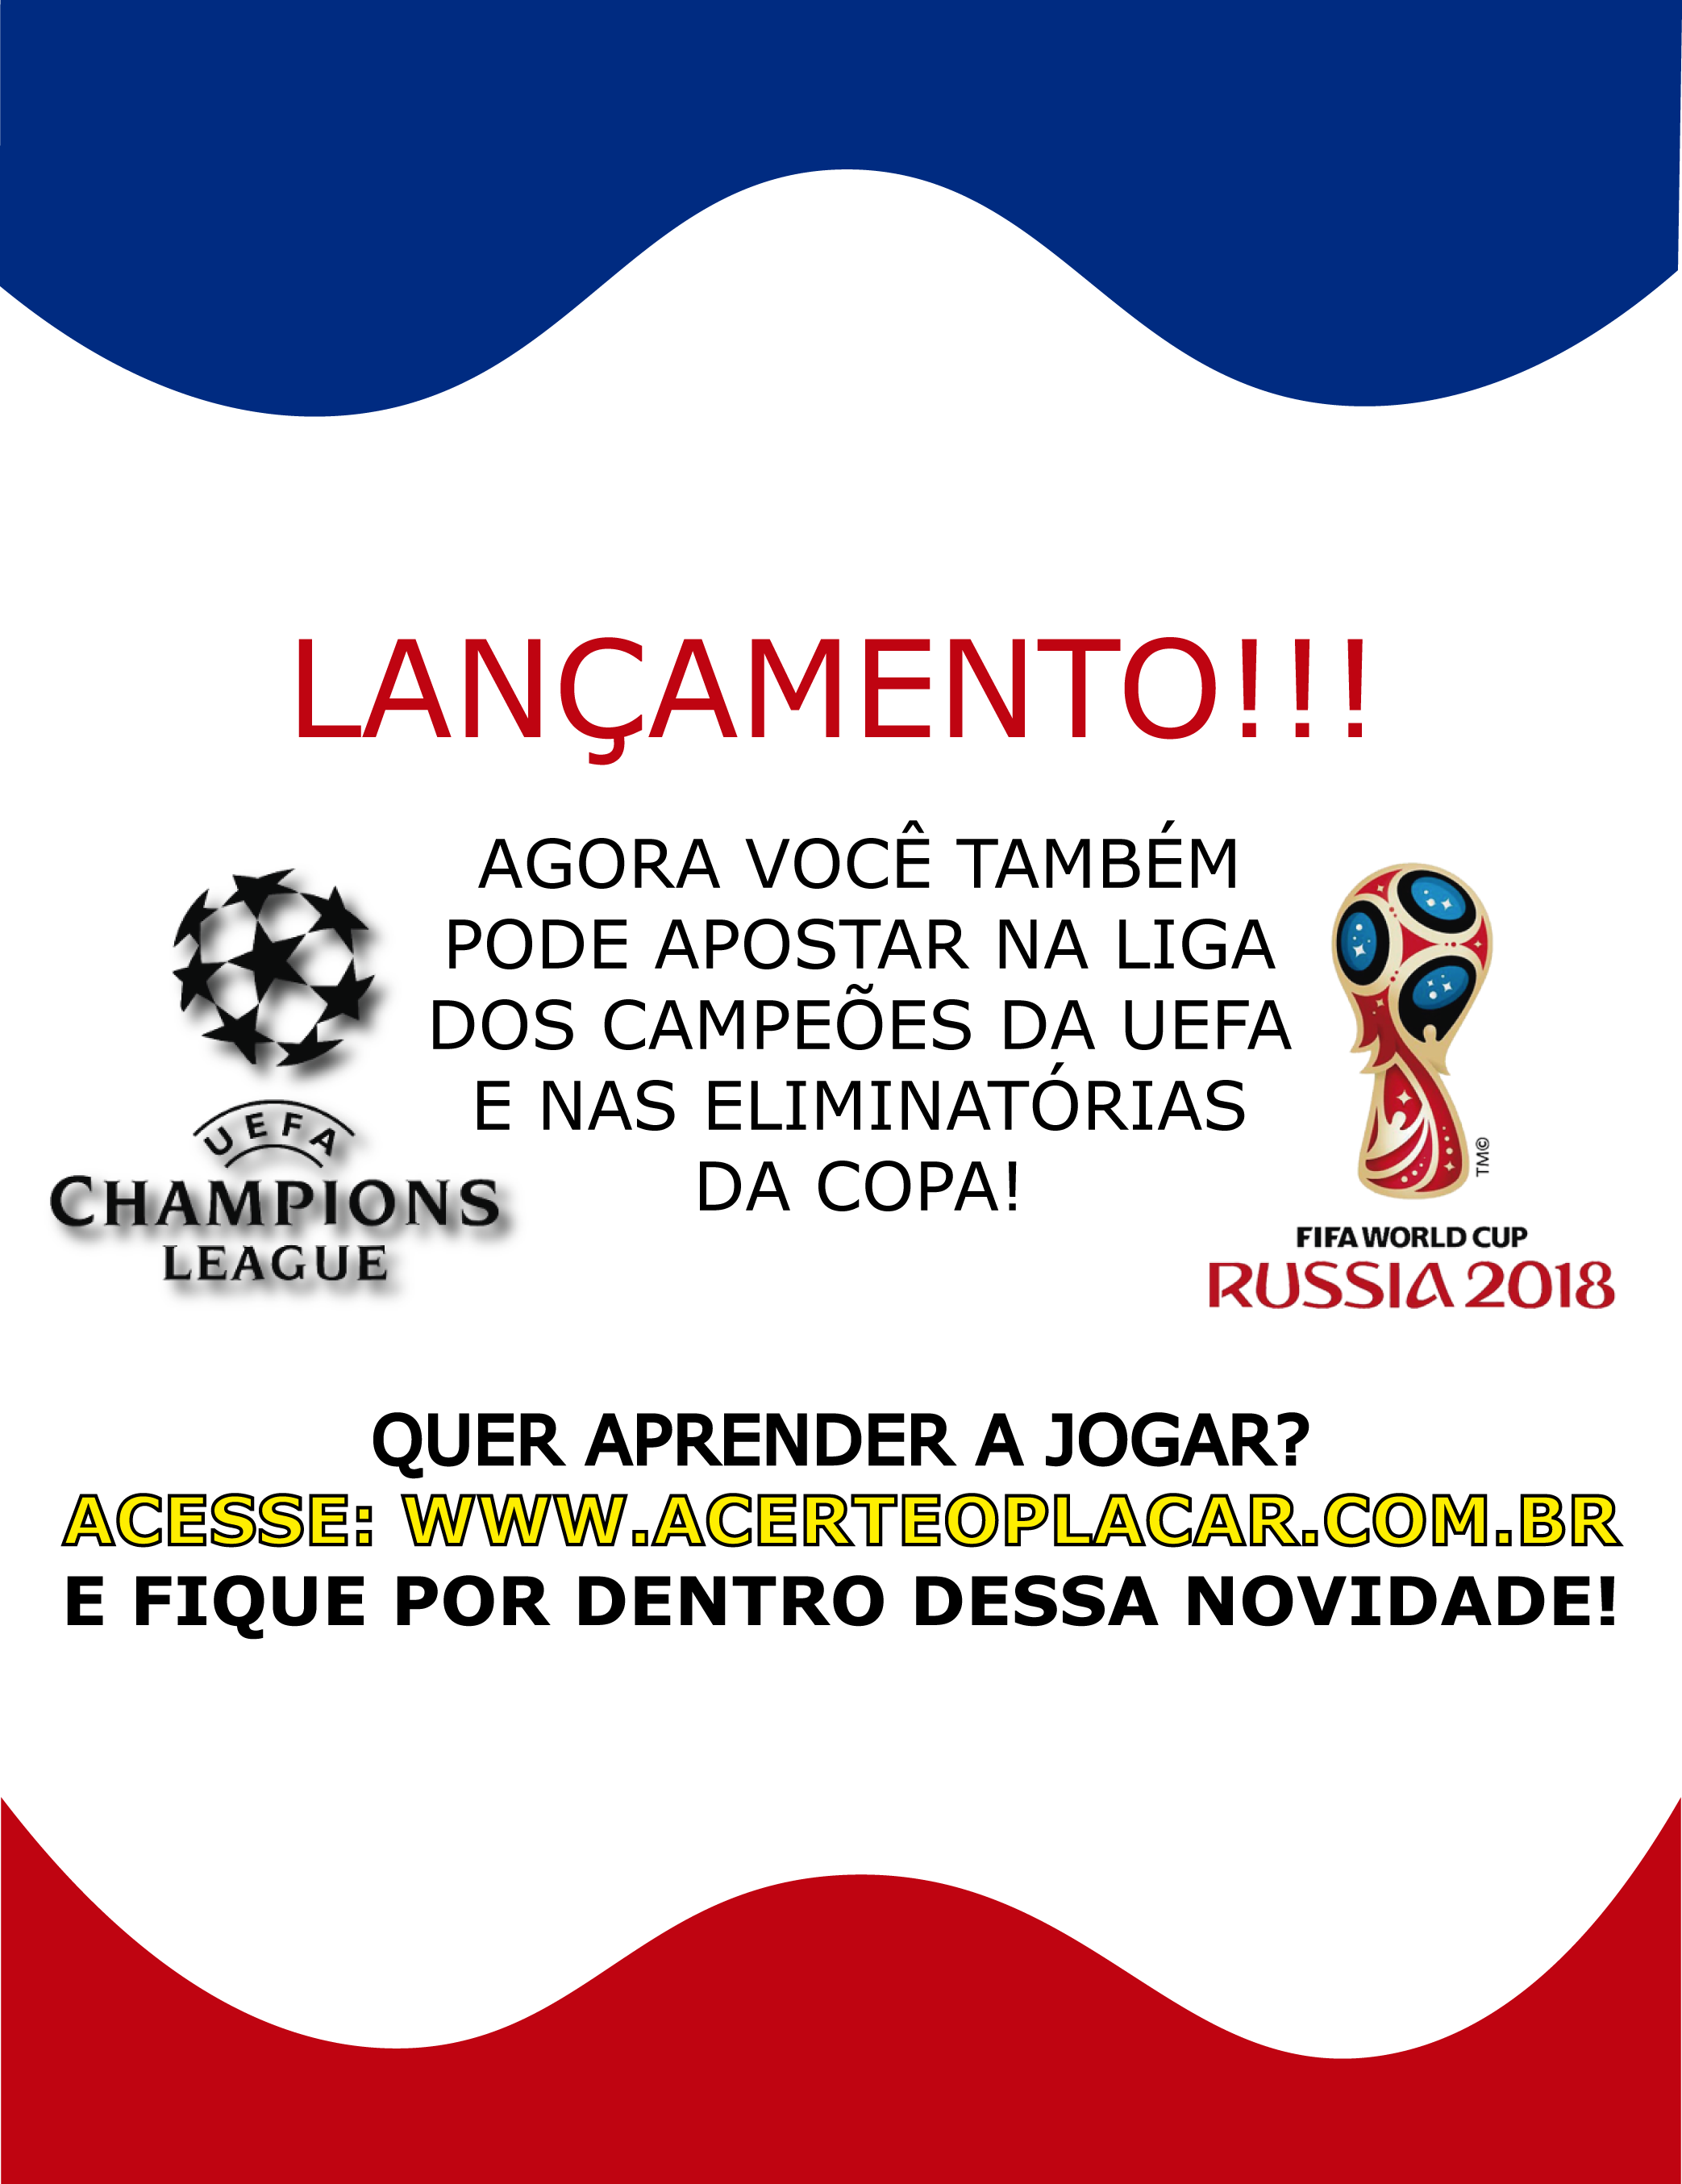 LANÇAMENTO!!!
AGORA VOCÊ TAMBÉM
PODE APOSTAR NA LIGA
DOS CAMPEÕES DA UEFA
E NAS ELIMINATÓRIAS
DA COPA!
UEFA
CHAMPIONS
LEAGUE
TM©
FIFA WORLD CUP
RUSSIA 2018
QUER APRENDER A JOGAR?
ACESSE: WWW.ACERTEOPLACAR.COM.BR
E FIQUE POR DENTRO DESSA NOVIDADE!